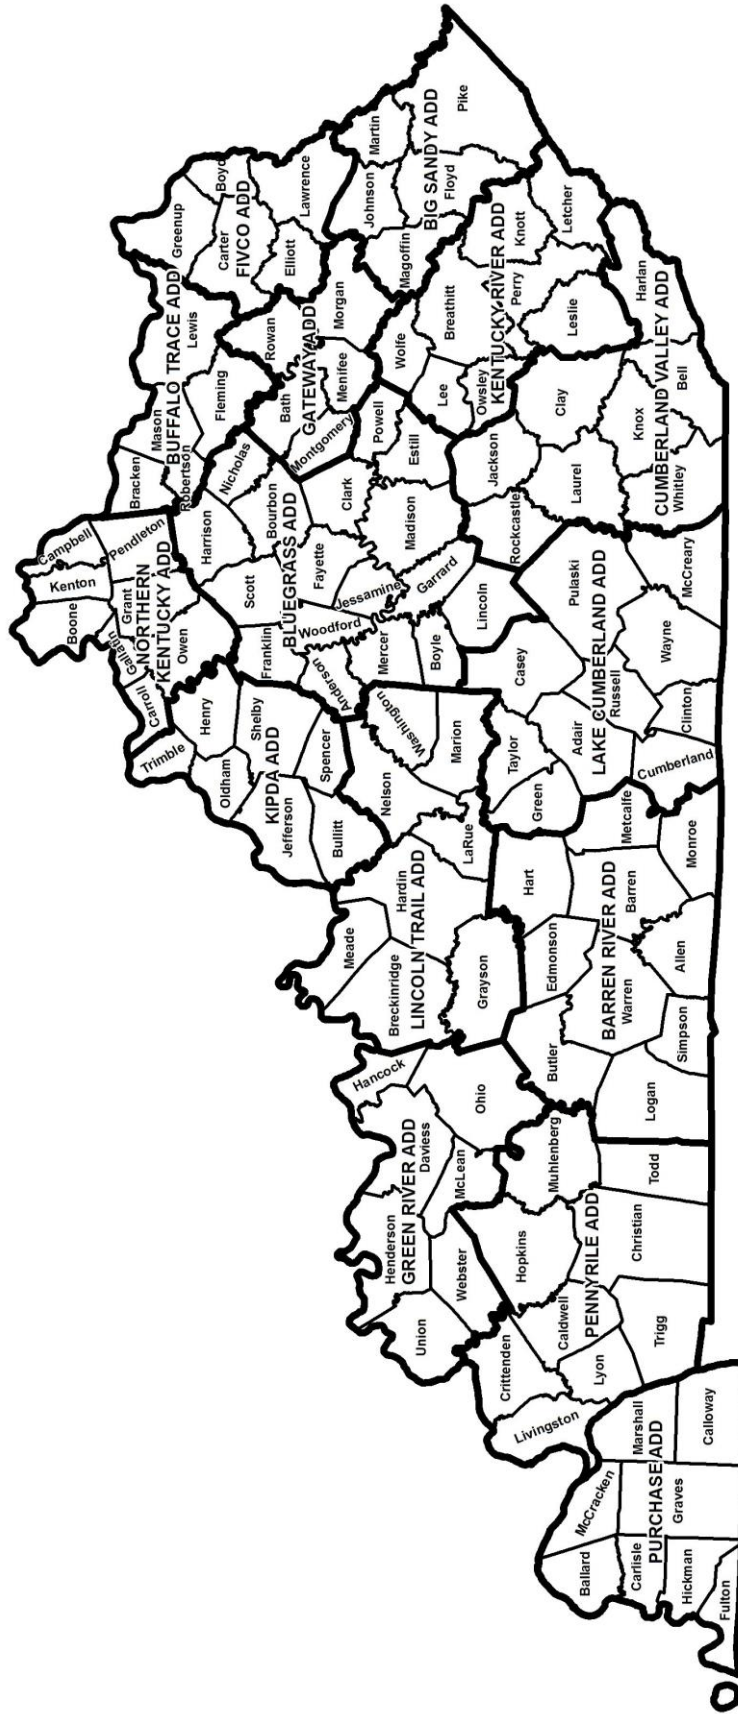 Campbell
Kenton
Boone
Pendleton
Grant
Gallatin
NORTHERN
KENTUCKY ADD
Owen
Carroll
Trimble
Henry
Oldham
Shelby
KIPDA ADD
Jefferson
Spencer
Bullitt
Bracken
Mason
BUFFALO TRACE ADD
Robertson
Lewis
Fleming
Greenup
Boyd
Carter
FIVCO ADD
Elliott
Lawrence
Rowan
Bath
GATEWAY ADD
Morgan
Menifee
Montgomery
Martin
Johnson
Pike
BIG SANDY ADD
Floyd
Magoffin
Harrison
Nicholas
Scott
Bourbon
BLUEGRASS ADD
Franklin
Fayette
Woodford
Clark
Powell
Estill
Madison
Jessamine
Anderson
Mercer
Garrard
Boyle
Lincoln
Wolfe
Breathitt
Lee
Owsley
KENTUCKY RIVER ADD
Perry
Knott
Letcher
Leslie
Jackson
Rockcastle
Clay
Laurel
Harlan
Knox
CUMBERLAND VALLEY ADD
Bell
Whitley
Pulaski
McCreary
Casey
LAKE CUMBERLAND ADD
Russell
Wayne
Adair
Taylor
Green
Clinton
Cumberland
Washington
Nelson
Marion
LaRue
Hardin
LINCOLN TRAIL ADD
Meade
Breckinridge
Grayson
Hart
Metcalfe
Monroe
Barren
BARREN RIVER ADD
Edmonson
Warren
Allen
Butler
Simpson
Logan
Hancock
Ohio
Daviess
GREEN RIVER ADD
McLean
Henderson
Webster
Union
Muhlenberg
Hopkins
Todd
Christian
PENNYRILE ADD
Caldwell
Crittenden
Lyon
Trigg
Livingston
Marshall
Calloway
PURCHASE ADD
McCracken
Graves
Ballard
Carlisle
Hickman
Fulton